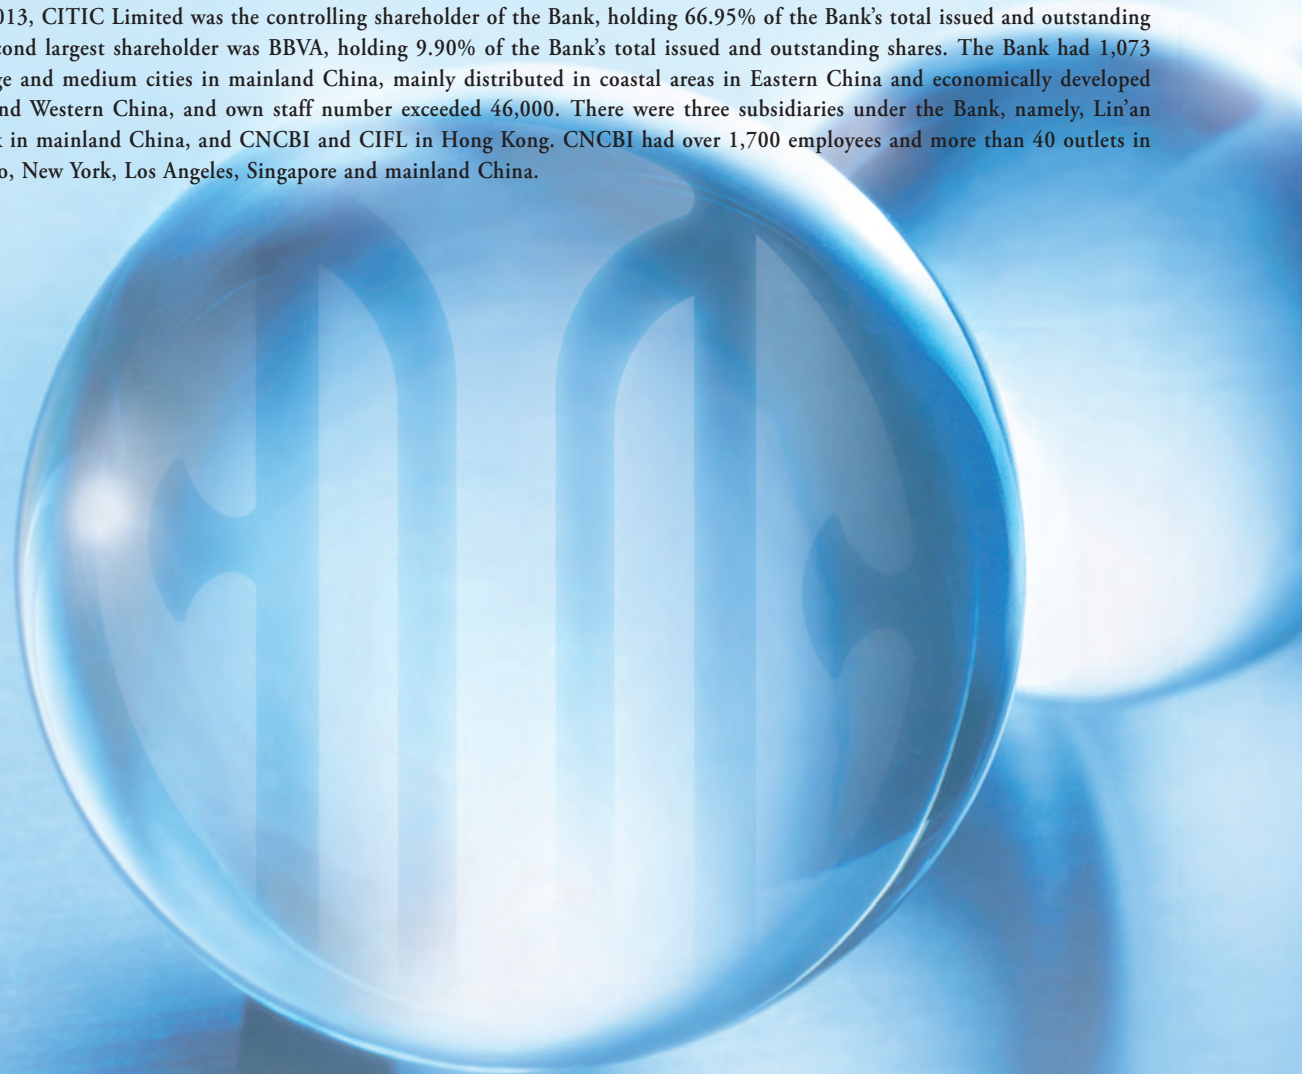 013, CITIC Limited was the controlling shareholder of the Bank, holding 66.95% of the Bank’s total issued and outstanding
cond largest shareholder was BBVA, holding 9.90% of the Bank’s total issued and outstanding shares. The Bank had 1,073
ge and medium cities in mainland China, mainly distributed in coastal areas in Eastern China and economically developed
nd Western China, and own staff number exceeded 46,000. There were three subsidiaries under the Bank, namely, Lin’an
k in mainland China, and CNCBI and CIFL in Hong Kong. CNCBI had over 1,700 employees and more than 40 outlets in
o, New York, Los Angeles, Singapore and mainland China.